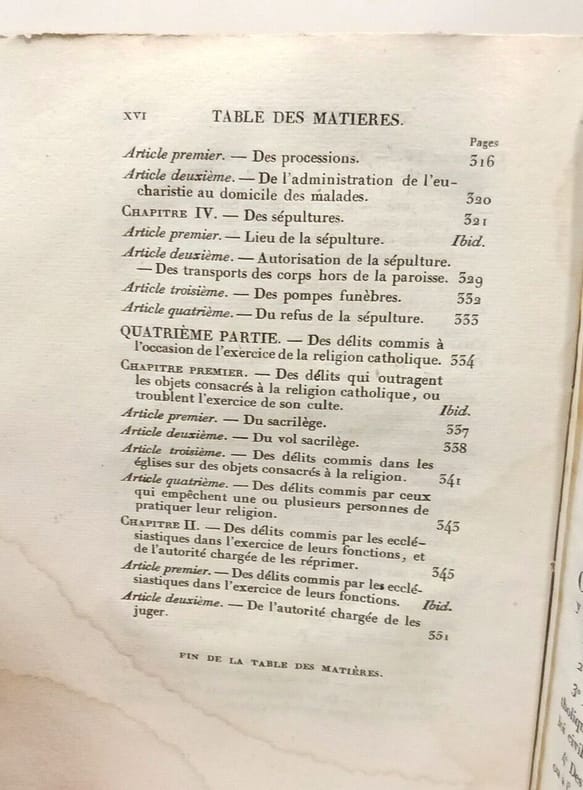 XVI TABLE DES MATIERES.
Pages
Article premier. — Des processions. 316
Article deuxième. — De l'administration de l'eu-
charistie au domicile des malades. 320
CHAPITRE IV. — Des sépultures. 321
Article premier. — Lieu de la sépulture. Ibid.
Article deuxième. — Autorisation de la sépulture.
— Des transports des corps hors de la paroisse. 329
Article troisième. — Des pompes funèbres. 332
Article quatrième. — Du refus de la sépulture. 333
QUATRIÈME PARTIE. — Des délits commis à
l'occasion de l'exercice de la religion catholique. 334
CHAPITRE PREMIER. — Des délits qui outragent
les objets consacrés à la religion catholique, ou
troublent l'exercice de son culte. Ibid.
Article premier. — Du sacrilège. 337
Article deuxième. — Du vol sacrilège. 338
Article troisième. — Des délits commis dans les
églises sur des objets consacrés à la religion. 341
Article quatrième. — Des délits commis par ceux
qui empêchent une ou plusieurs personnes de
pratiquer leur religion. 343
CHAPITRE II. — Des délits commis par les ecclé-
siastiques dans l'exercice de leurs fonctions, et
de l'autorité chargée de les réprimer. 345
Article premier. — Des délits commis par les ecclé-
siastiques dans l'exercice de leurs fonctions. Ibid.
Article deuxième. — De l'autorité chargée de les
juger. 351
FIN DE LA TABLE DES MATIÈRES.
3°
4° Des